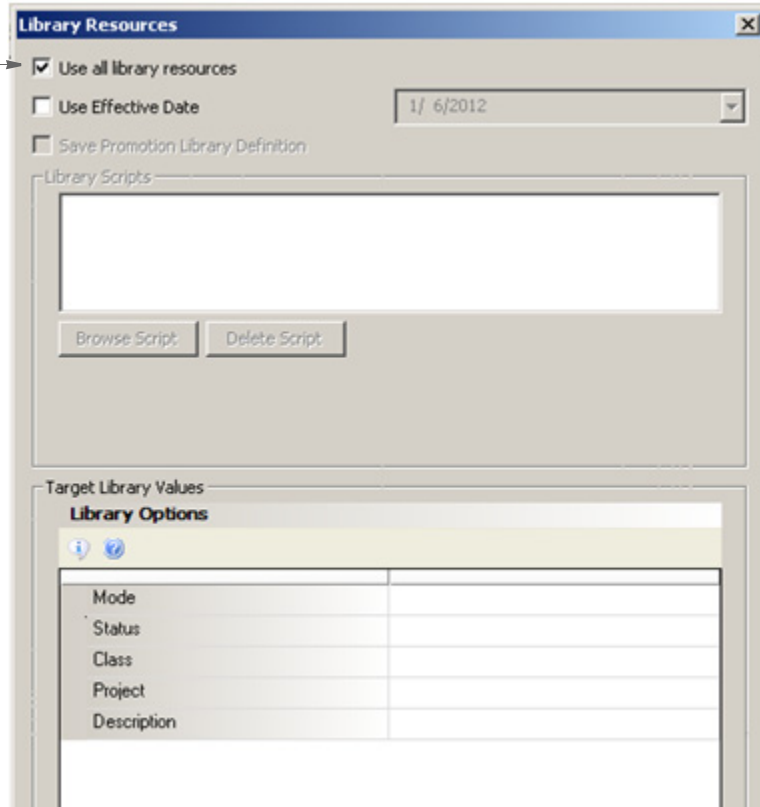 Library Resources
Use all library resources
Use Effective Date
1/ 6/2012
Save Promotion Library Definition
Library Scripts
Browse Script
Delete Script
Target Library Values
Library Options
Mode
Status
Class
Project
Description